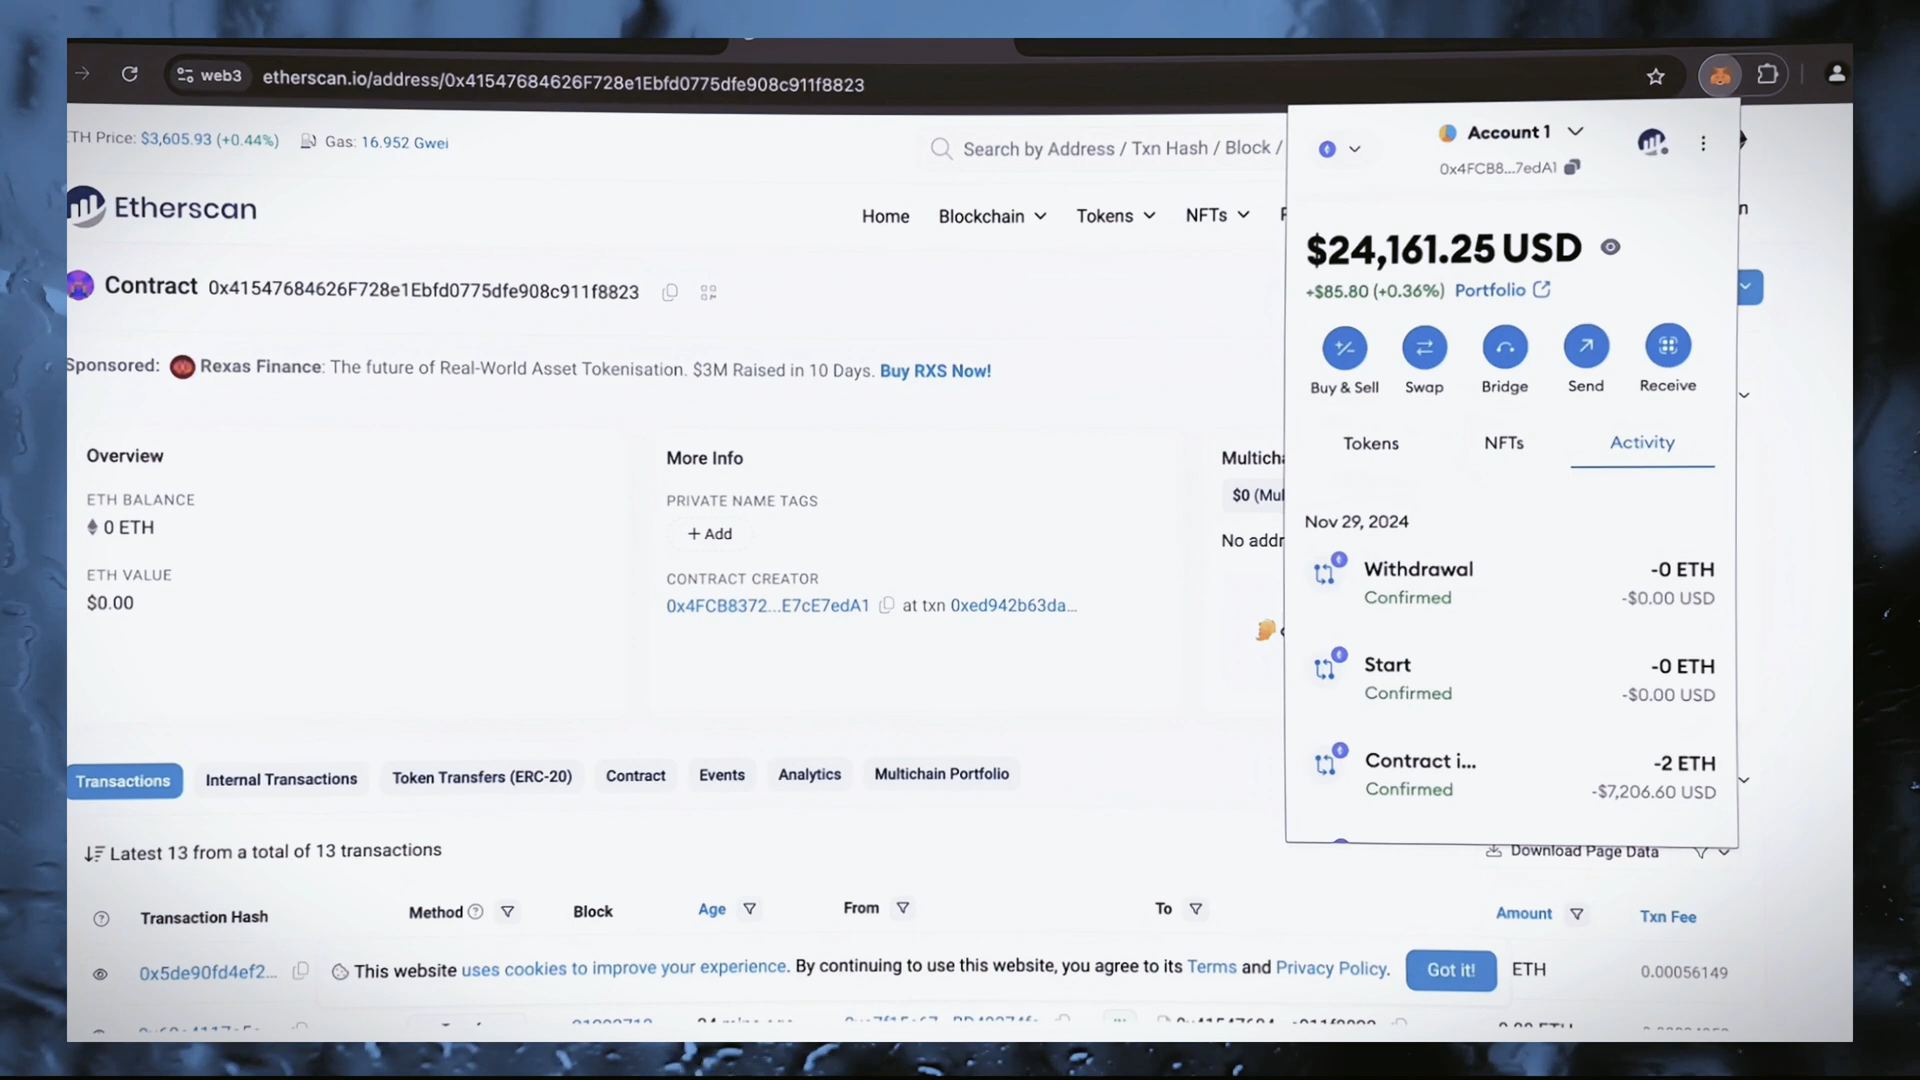 web3
etherscan.io/address/0x41547684626F728e1Ebfd0775dfe908c911f8823
TH Price: $3,605.93 (+0.44%)
Gas: 16.952 Gwei
Search by Address / Txn Hash / Block /
Etherscan
Home
Blockchain
Tokens
NFTs
Contract 0x41547684626F728e1Ebfd0775dfe908c911f8823
Sponsored: Rexas Finance: The future of Real-World Asset Tokenisation. $3M Raised in 10 Days. Buy RXS Now!
Overview
ETH BALANCE
0 ETH
ETH VALUE
$0.00
More Info
PRIVATE NAME TAGS
+ Add
CONTRACT CREATOR
0x4FCB8372...E7cE7edA1 at txn 0xed942b63da...
Multicha
$0 (Mul
No addr
Account 1
0x4FCB8...7edA1
$24,161.25 USD
+$85.80 (+0.36%) Portfolio
Buy & Sell
Swap
Bridge
Send
Receive
Tokens
NFTs
Activity
Nov 29, 2024
Withdrawal
-0 ETH
Confirmed
-$0.00 USD
Start
-0 ETH
Confirmed
-$0.00 USD
Contract i...
-2 ETH
Confirmed
-$7,206.60 USD
Transactions
Internal Transactions
Token Transfers (ERC-20)
Contract
Events
Analytics
Multichain Portfolio
Latest 13 from a total of 13 transactions
Download Page Data
Transaction Hash
Method
Block
Age
From
To
Amount
Txn Fee
0x5de90fd4ef2...
This website uses cookies to improve your experience. By continuing to use this website, you agree to its Terms and Privacy Policy.
Got it!
ETH
0.00056149